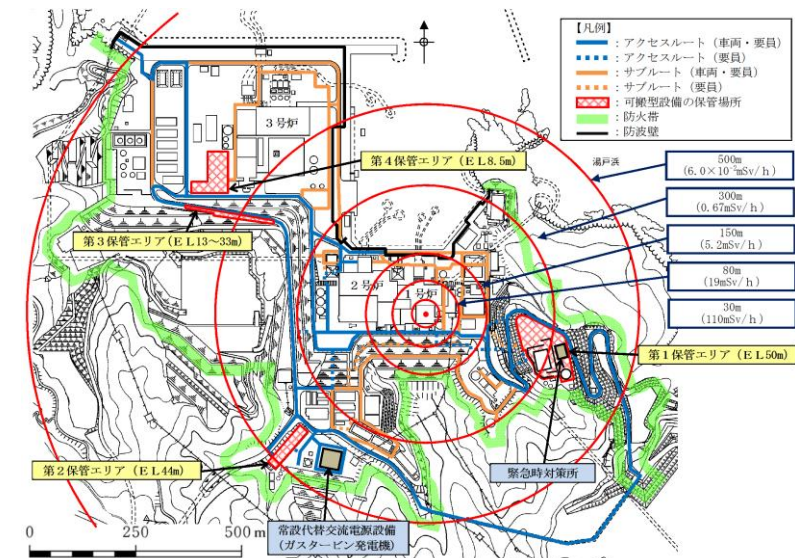 【凡例】
：アクセスルート（車両・要員）
：アクセスルート（要員）
：サブルート（車両・要員）
：サブルート（要員）
：可搬型設備の保管場所
：防火帯
：防波壁
3号炉
湯戸浜
500m
(6.0×10⁻²mSv/h)
第4保管エリア（EL8.5m）
300m
(0.67mSv/h)
150m
(5.2mSv/h)
第3保管エリア（EL13～33m）
80m
(19mSv/h)
2号炉
1号炉
30m
(110mSv/h)
第1保管エリア（EL50m）
第2保管エリア（EL44m）
緊急時対策所
常設代替交流電源設備
（ガスタービン発電機）
0 250 500m